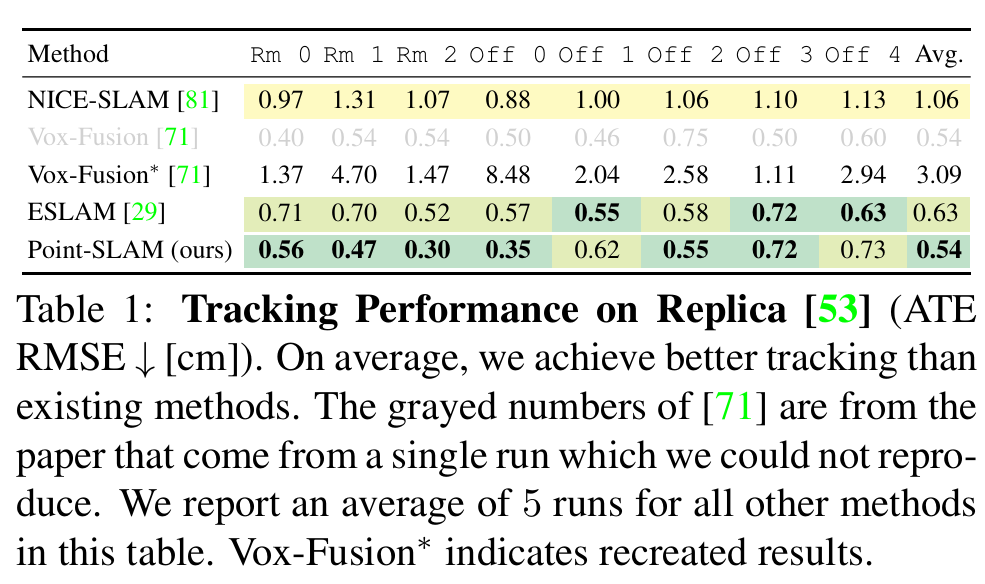 Method Rm 0 Rm 1 Rm 2 Off 0 Off 1 Off 2 Off 3 Off 4 Avg.
NICE-SLAM [81] 0.97 1.31 1.07 0.88 1.00 1.06 1.10 1.13 1.06
Vox-Fusion [71] 0.40 0.54 0.54 0.50 0.46 0.75 0.50 0.60 0.54
Vox-Fusion* [71] 1.37 4.70 1.47 8.48 2.04 2.58 1.11 2.94 3.09
ESLAM [29] 0.71 0.70 0.52 0.57 0.55 0.58 0.72 0.63 0.63
Point-SLAM (ours) 0.56 0.47 0.30 0.35 0.62 0.55 0.72 0.73 0.54
Table 1: Tracking Performance on Replica [53] (ATE
RMSE ↓ [cm]). On average, we achieve better tracking than
existing methods. The grayed numbers of [71] are from the
paper that come from a single run which we could not repro-
duce. We report an average of 5 runs for all other methods
in this table. Vox-Fusion* indicates recreated results.